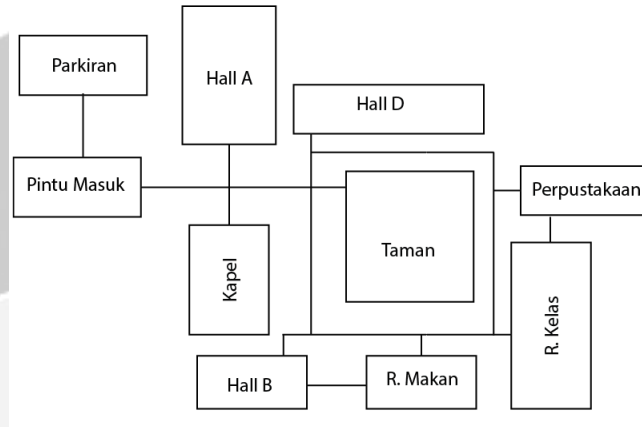 Parkiran
Hall A
Hall D
Pintu Masuk
Perpustakaan
Taman
Kapel
R. Kelas
Hall B
R. Makan